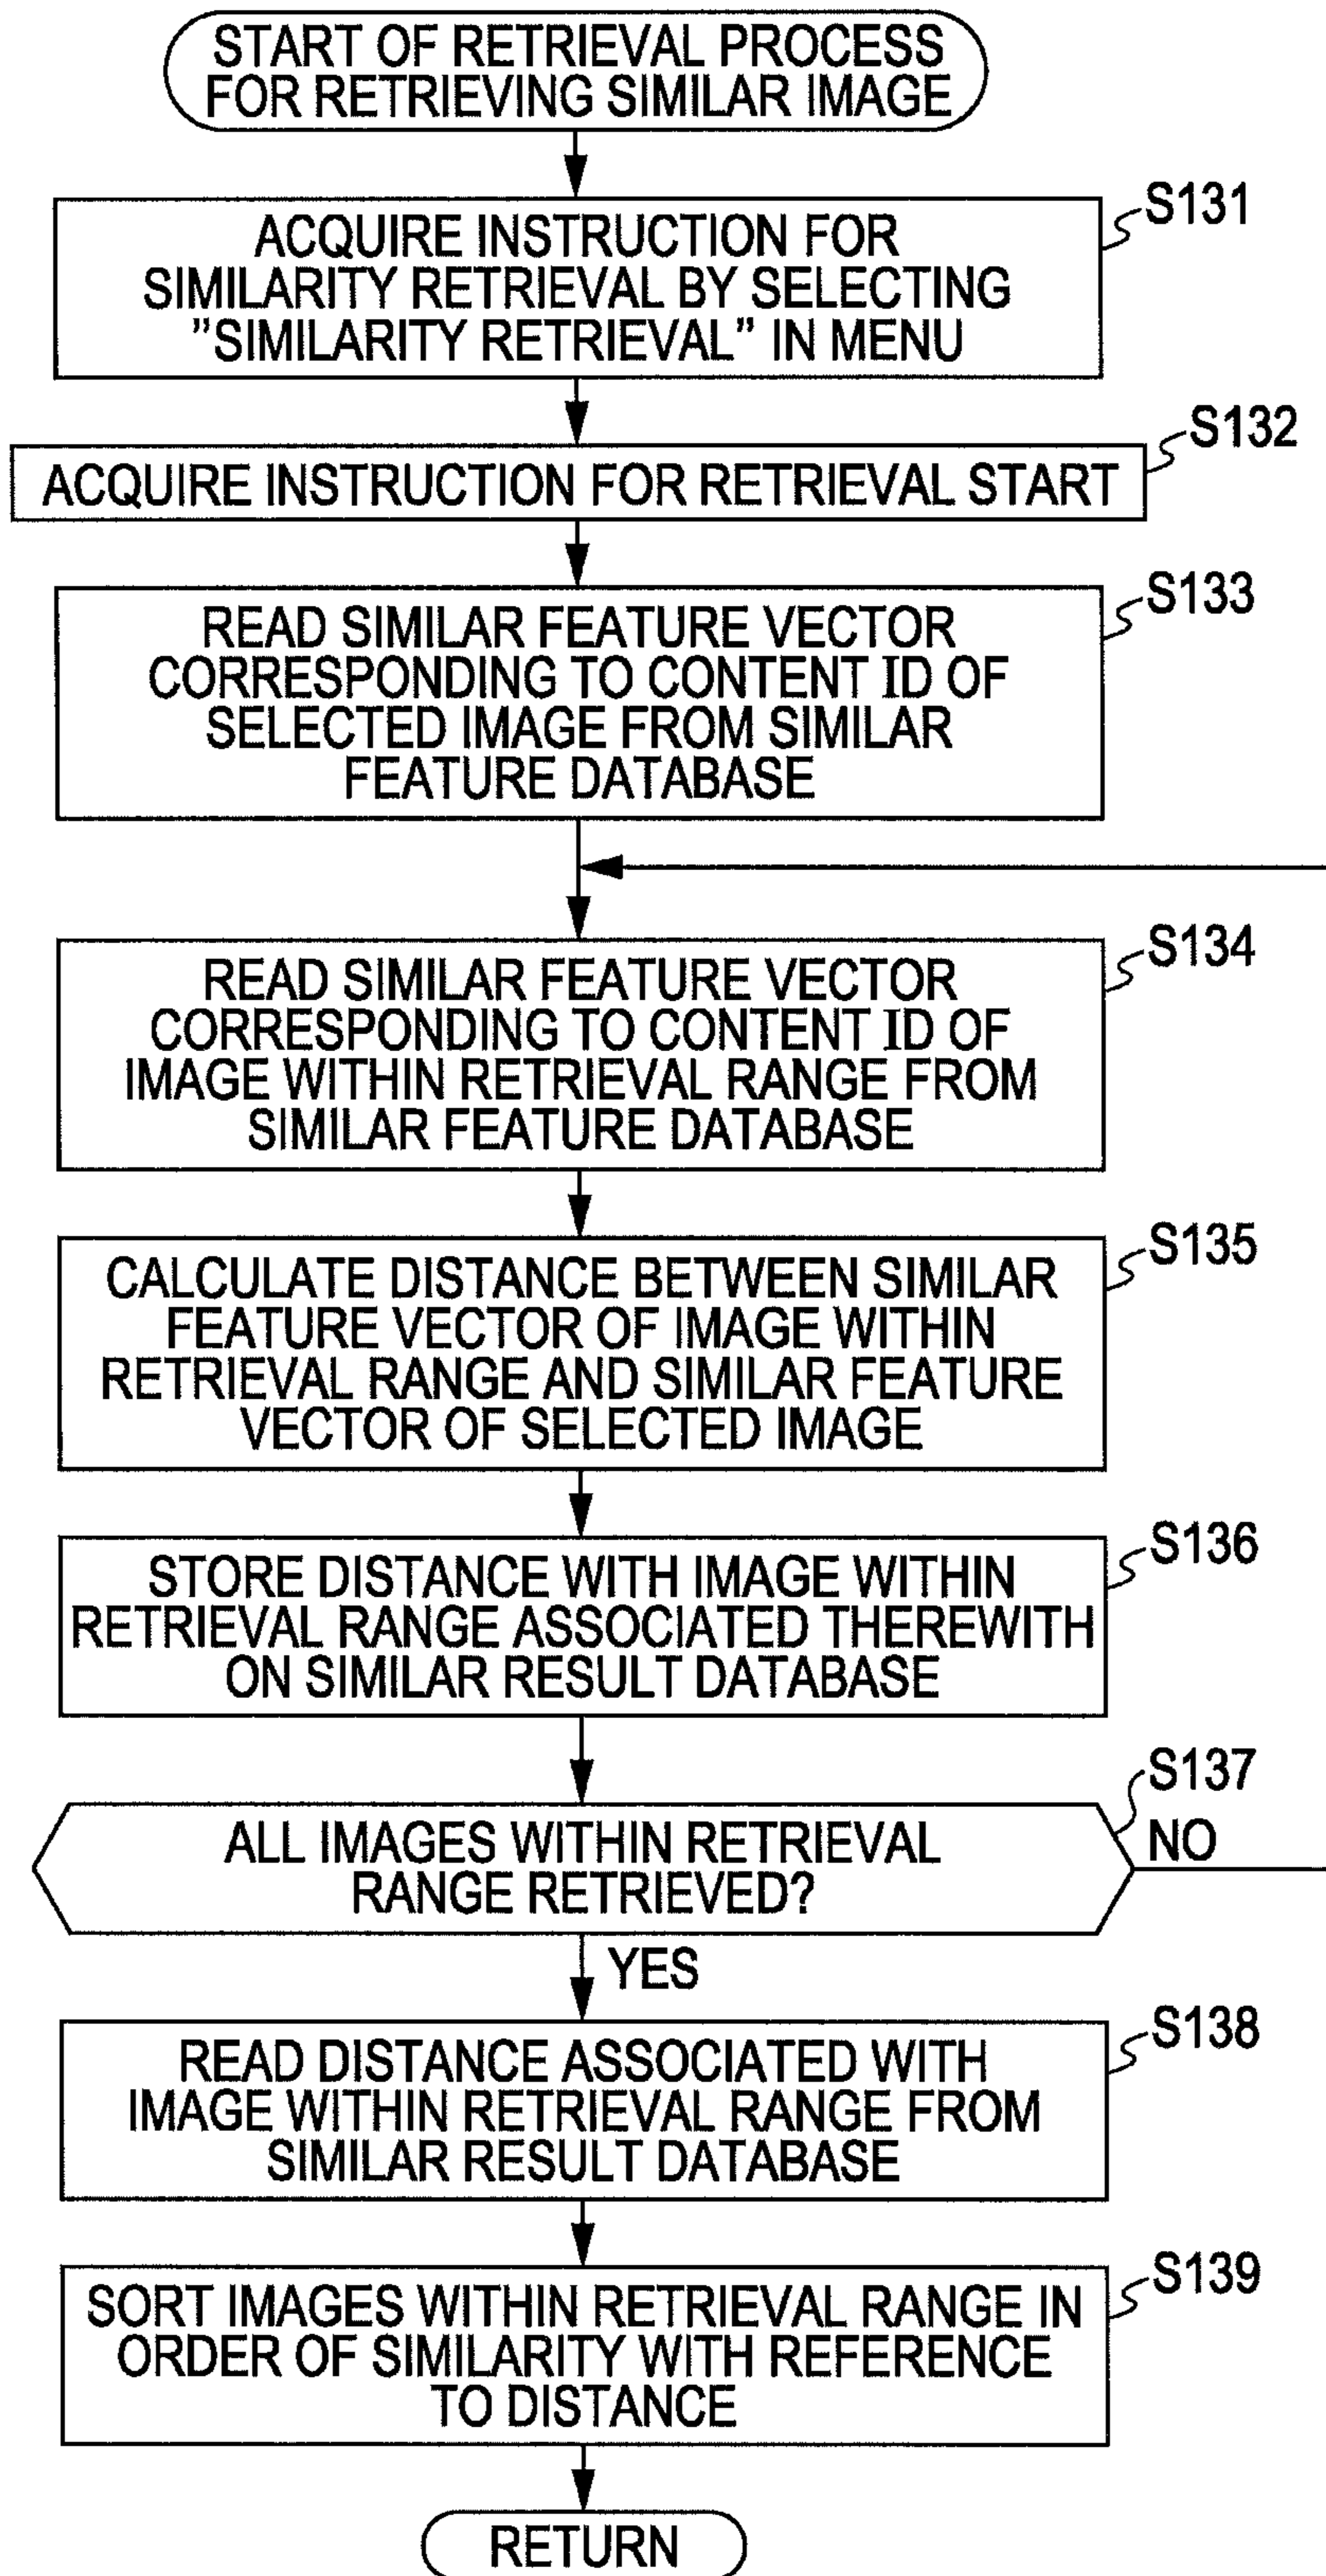 START OF RETRIEVAL PROCESS
FOR RETRIEVING SIMILAR IMAGE
S131
ACQUIRE INSTRUCTION FOR
SIMILARITY RETRIEVAL BY SELECTING
”SIMILARITY RETRIEVAL” IN MENU
S132
ACQUIRE INSTRUCTION FOR RETRIEVAL START
S133
READ SIMILAR FEATURE VECTOR
CORRESPONDING TO CONTENT ID OF
SELECTED IMAGE FROM SIMILAR
FEATURE DATABASE
S134
READ SIMILAR FEATURE VECTOR
CORRESPONDING TO CONTENT ID OF
IMAGE WITHIN RETRIEVAL RANGE FROM
SIMILAR FEATURE DATABASE
S135
CALCULATE DISTANCE BETWEEN SIMILAR
FEATURE VECTOR OF IMAGE WITHIN
RETRIEVAL RANGE AND SIMILAR FEATURE
VECTOR OF SELECTED IMAGE
S136
STORE DISTANCE WITH IMAGE WITHIN
RETRIEVAL RANGE ASSOCIATED THEREWITH
ON SIMILAR RESULT DATABASE
S137
ALL IMAGES WITHIN RETRIEVAL
RANGE RETRIEVED?
NO
YES
S138
READ DISTANCE ASSOCIATED WITH
IMAGE WITHIN RETRIEVAL RANGE FROM
SIMILAR RESULT DATABASE
S139
SORT IMAGES WITHIN RETRIEVAL RANGE IN
ORDER OF SIMILARITY WITH REFERENCE
TO DISTANCE
RETURN